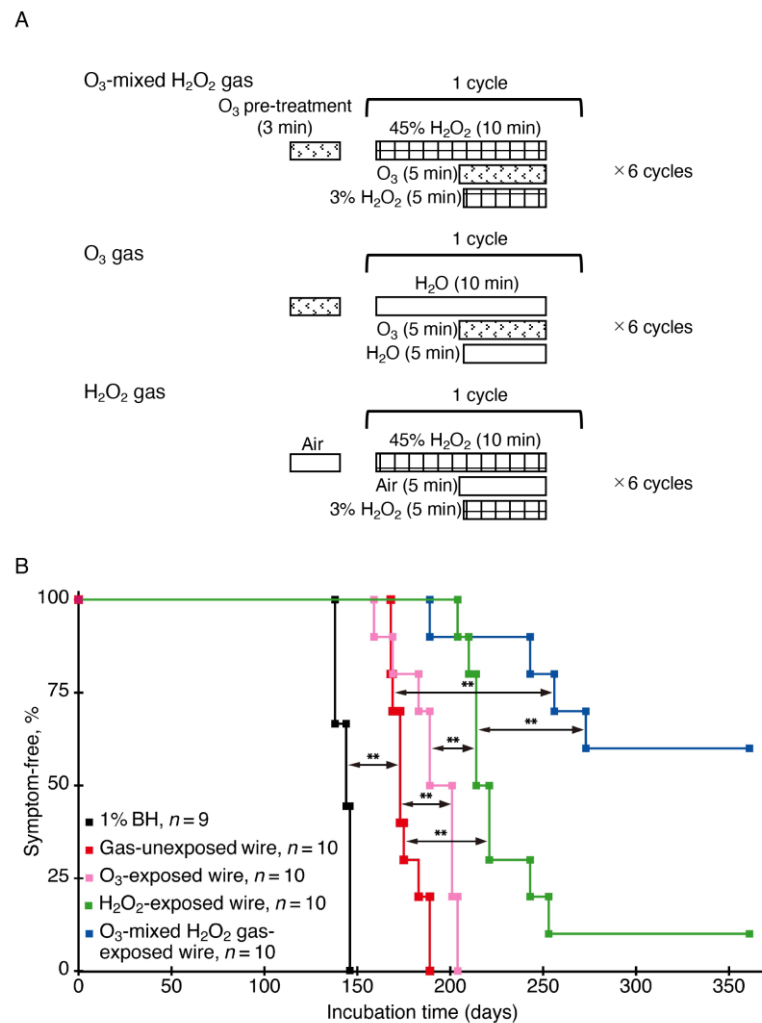 A
O₃-mixed H₂O₂ gas
1 cycle
O₃ pre-treatment
(3 min)
45% H₂O₂ (10 min)
O₃ (5 min)
×6 cycles
3% H₂O₂ (5 min)
O₃ gas
1 cycle
H₂O (10 min)
O₃ (5 min)
×6 cycles
H₂O (5 min)
H₂O₂ gas
1 cycle
Air
45% H₂O₂ (10 min)
Air (5 min)
×6 cycles
3% H₂O₂ (5 min)
B
Symptom-free, %
100
75
50
25
0
**
**
**
**
**
**
1% BH, n=9
Gas-unexposed wire, n=10
O₃-exposed wire, n=10
H₂O₂-exposed wire, n=10
O₃-mixed H₂O₂ gas-
exposed wire, n=10
0 50 100 150 200 250 300 350
Incubation time (days)